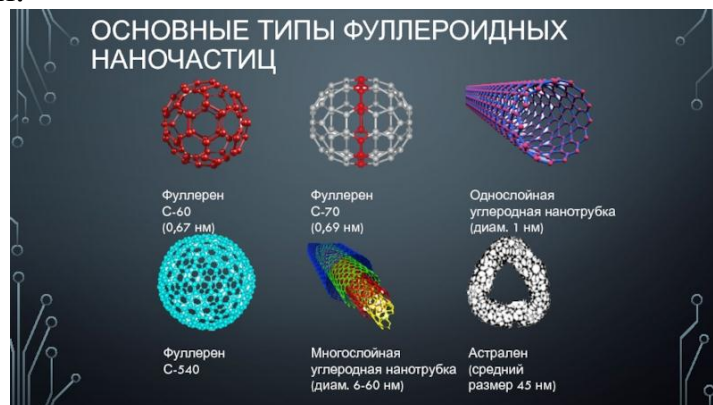 ОСНОВНЫЕ ТИПЫ ФУЛЛЕРОИДНЫХ
НАНОЧАСТИЦ
Фуллерен
С-60
(0,67 нм)
Фуллерен
С-70
(0,69 нм)
Однослойная
углеродная нанотрубка
(диам. 1 нм)
Фуллерен
С-540
Многослойная
углеродная нанотрубка
(диам. 6-60 нм)
Астрален
(средний
размер 45 нм)